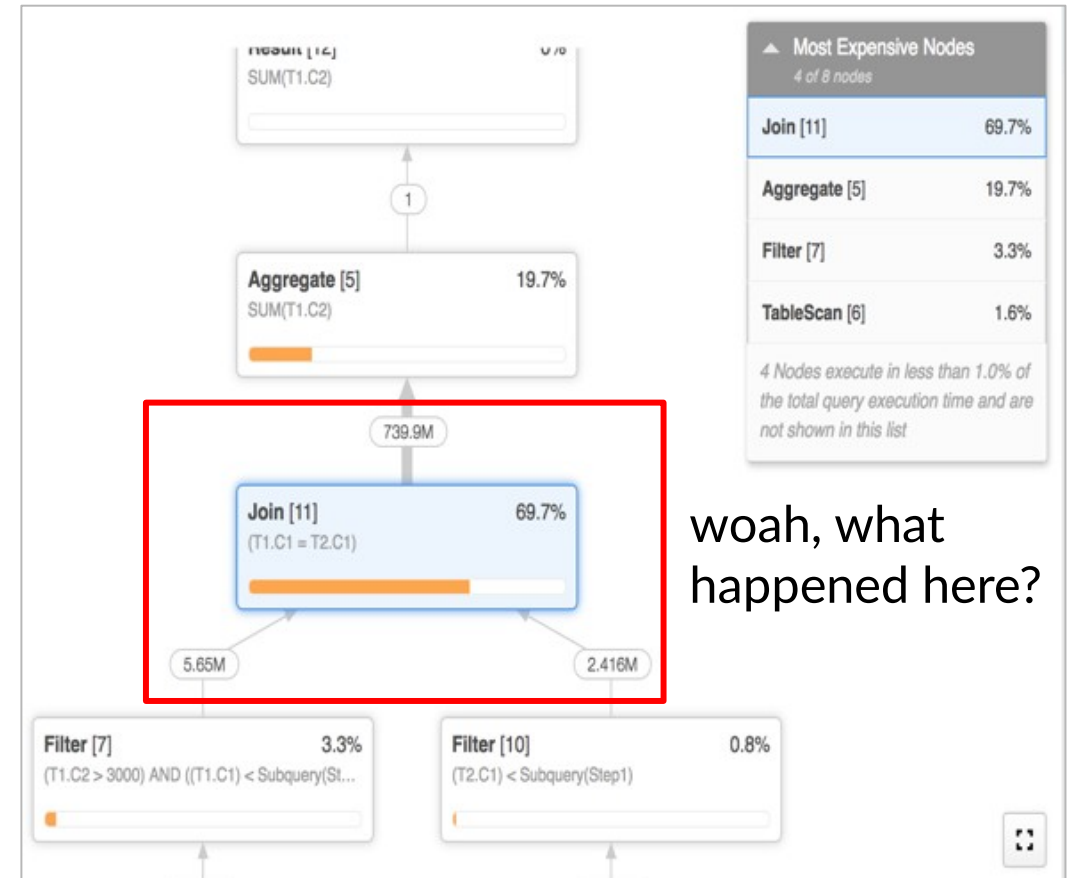 Result [12] 0%
SUM(T1.C2)
1
Aggregate [5] 19.7%
SUM(T1.C2)
739.9M
Join [11] 69.7%
(T1.C1 = T2.C1)
5.65M 2.416M
Filter [7] 3.3%
(T1.C2 > 3000) AND ((T1.C1) < Subquery(St...
Filter [10] 0.8%
(T2.C1) < Subquery(Step1)
Most Expensive Nodes
4 of 8 nodes
Join [11] 69.7%
Aggregate [5] 19.7%
Filter [7] 3.3%
TableScan [6] 1.6%
4 Nodes execute in less than 1.0% of
the total query execution time and are
not shown in this list
woah, what
happened here?